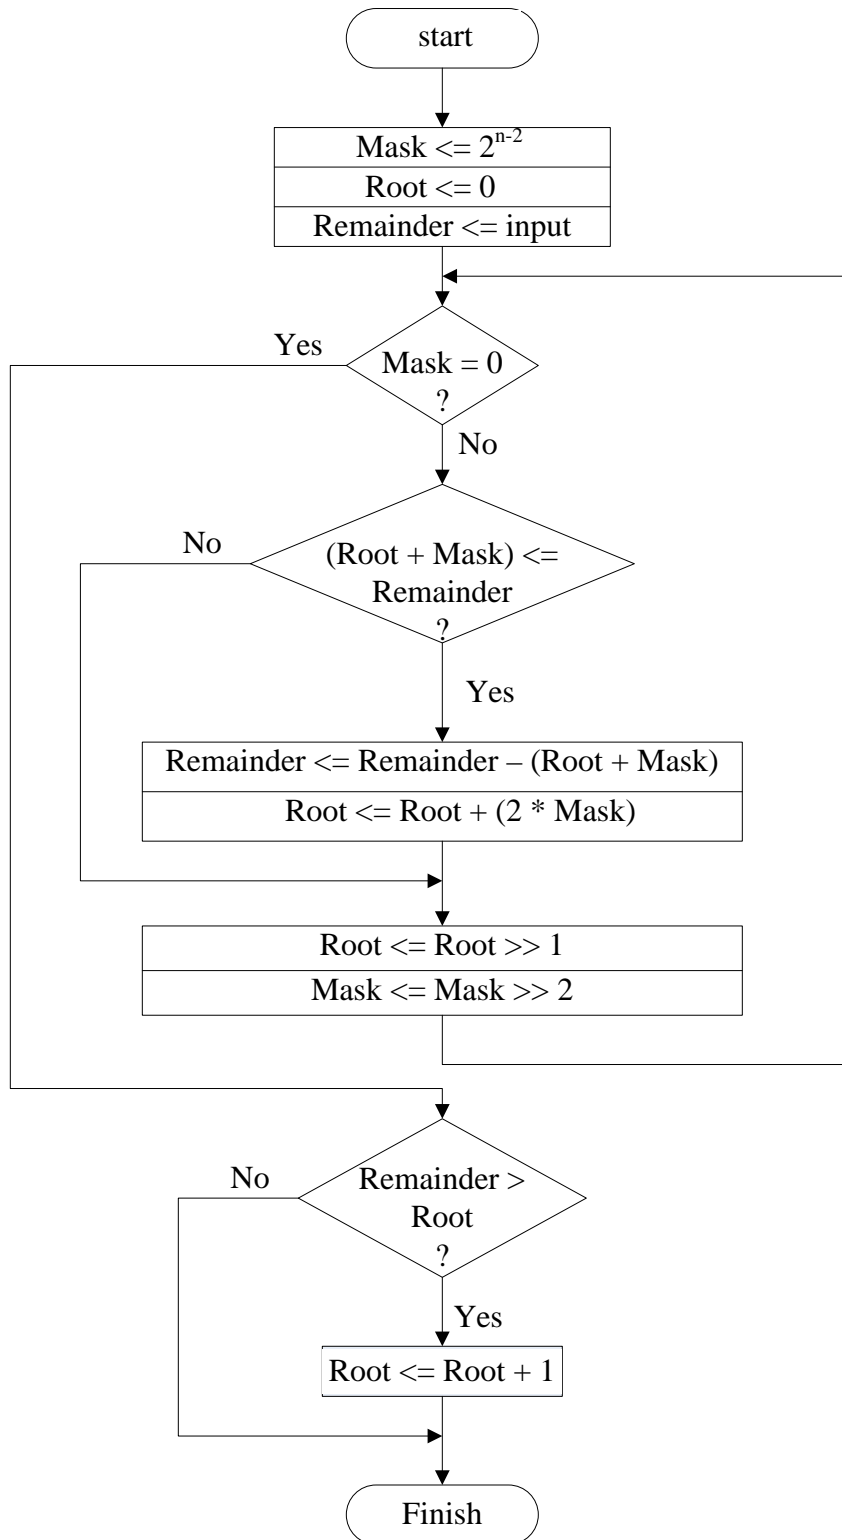 start
Mask <= 2^{n-2}
Root <= 0
Remainder <= input
Yes
Mask = 0
?
No
No
(Root + Mask) <=
Remainder
?
Yes
Remainder <= Remainder – (Root + Mask)
Root <= Root + (2 * Mask)
Root <= Root >> 1
Mask <= Mask >> 2
No
Remainder >
Root
?
Yes
Root <= Root + 1
Finish